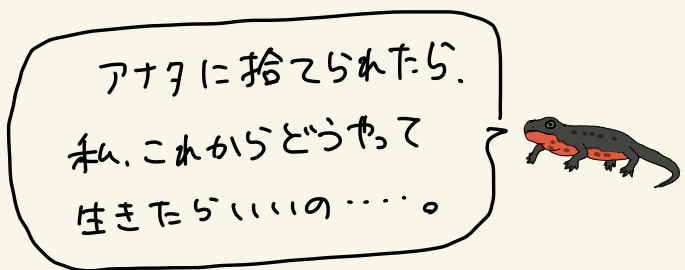 アナタに捨てられたら、
私、これからどうやって
生きたらいいの・・・・。